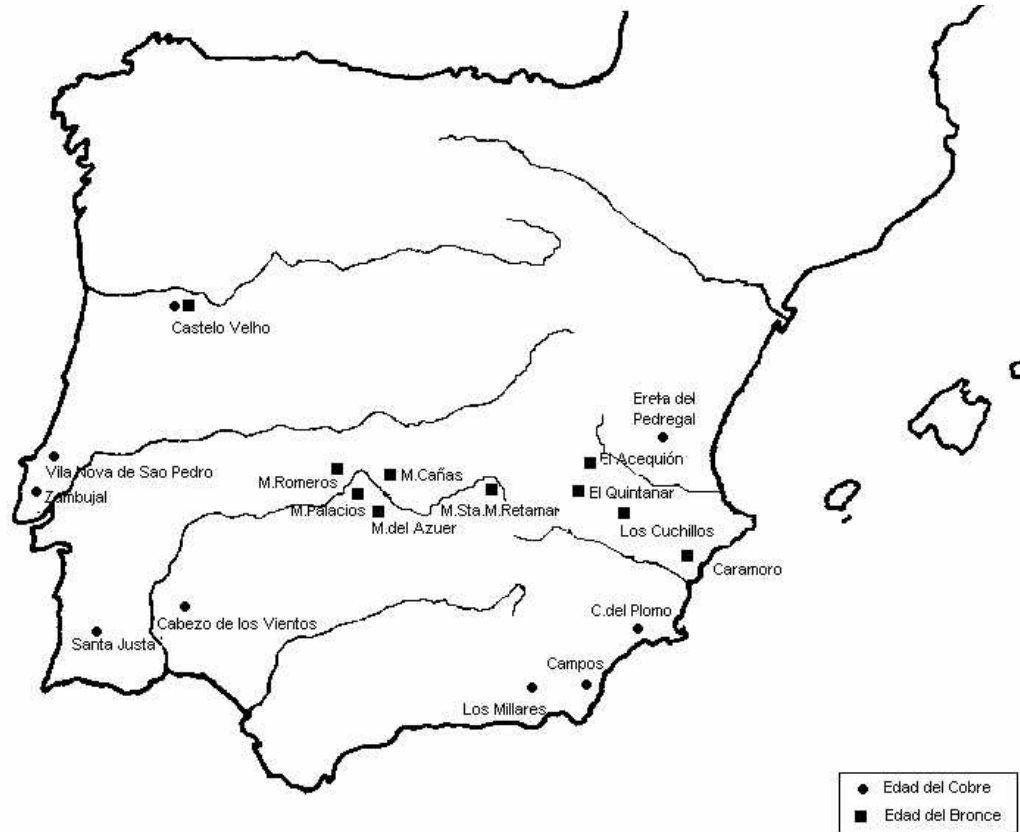 Castelo Velho
Ereta del
Pedregal
Vila Nova de Sao Pedro
Zambujal
M.Romeros
M.Cañas
El Acequión
M.Palacios
M.Sta.M.Retamar
El Quintanar
M.del Azuer
Los Cuchillos
Caramoro
Cabezo de los Vientos
C.del Plomo
Santa Justa
Campos
Los Millares
Edad del Cobre
Edad del Bronce